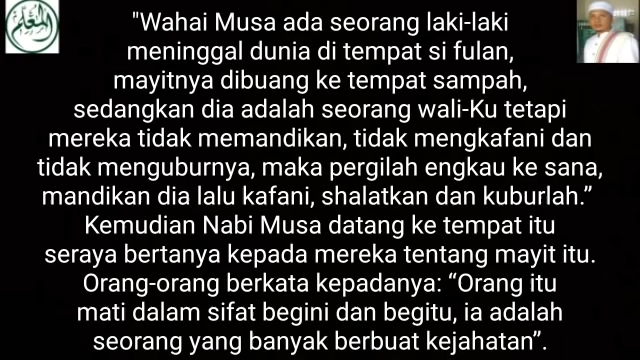 "Wahai Musa ada seorang laki-laki
meninggal dunia di tempat si fulan,
mayitnya dibuang ke tempat sampah,
sedangkan dia adalah seorang wali-Ku tetapi
mereka tidak memandikan, tidak mengkafani dan
tidak menguburnya, maka pergilah engkau ke sana,
mandikan dia lalu kafani, shalatkan dan kuburlah.”
Kemudian Nabi Musa datang ke tempat itu
seraya bertanya kepada mereka tentang mayit itu.
Orang-orang berkata kepadanya: “Orang itu
mati dalam sifat begini dan begitu, ia adalah
seorang yang banyak berbuat kejahatan”.